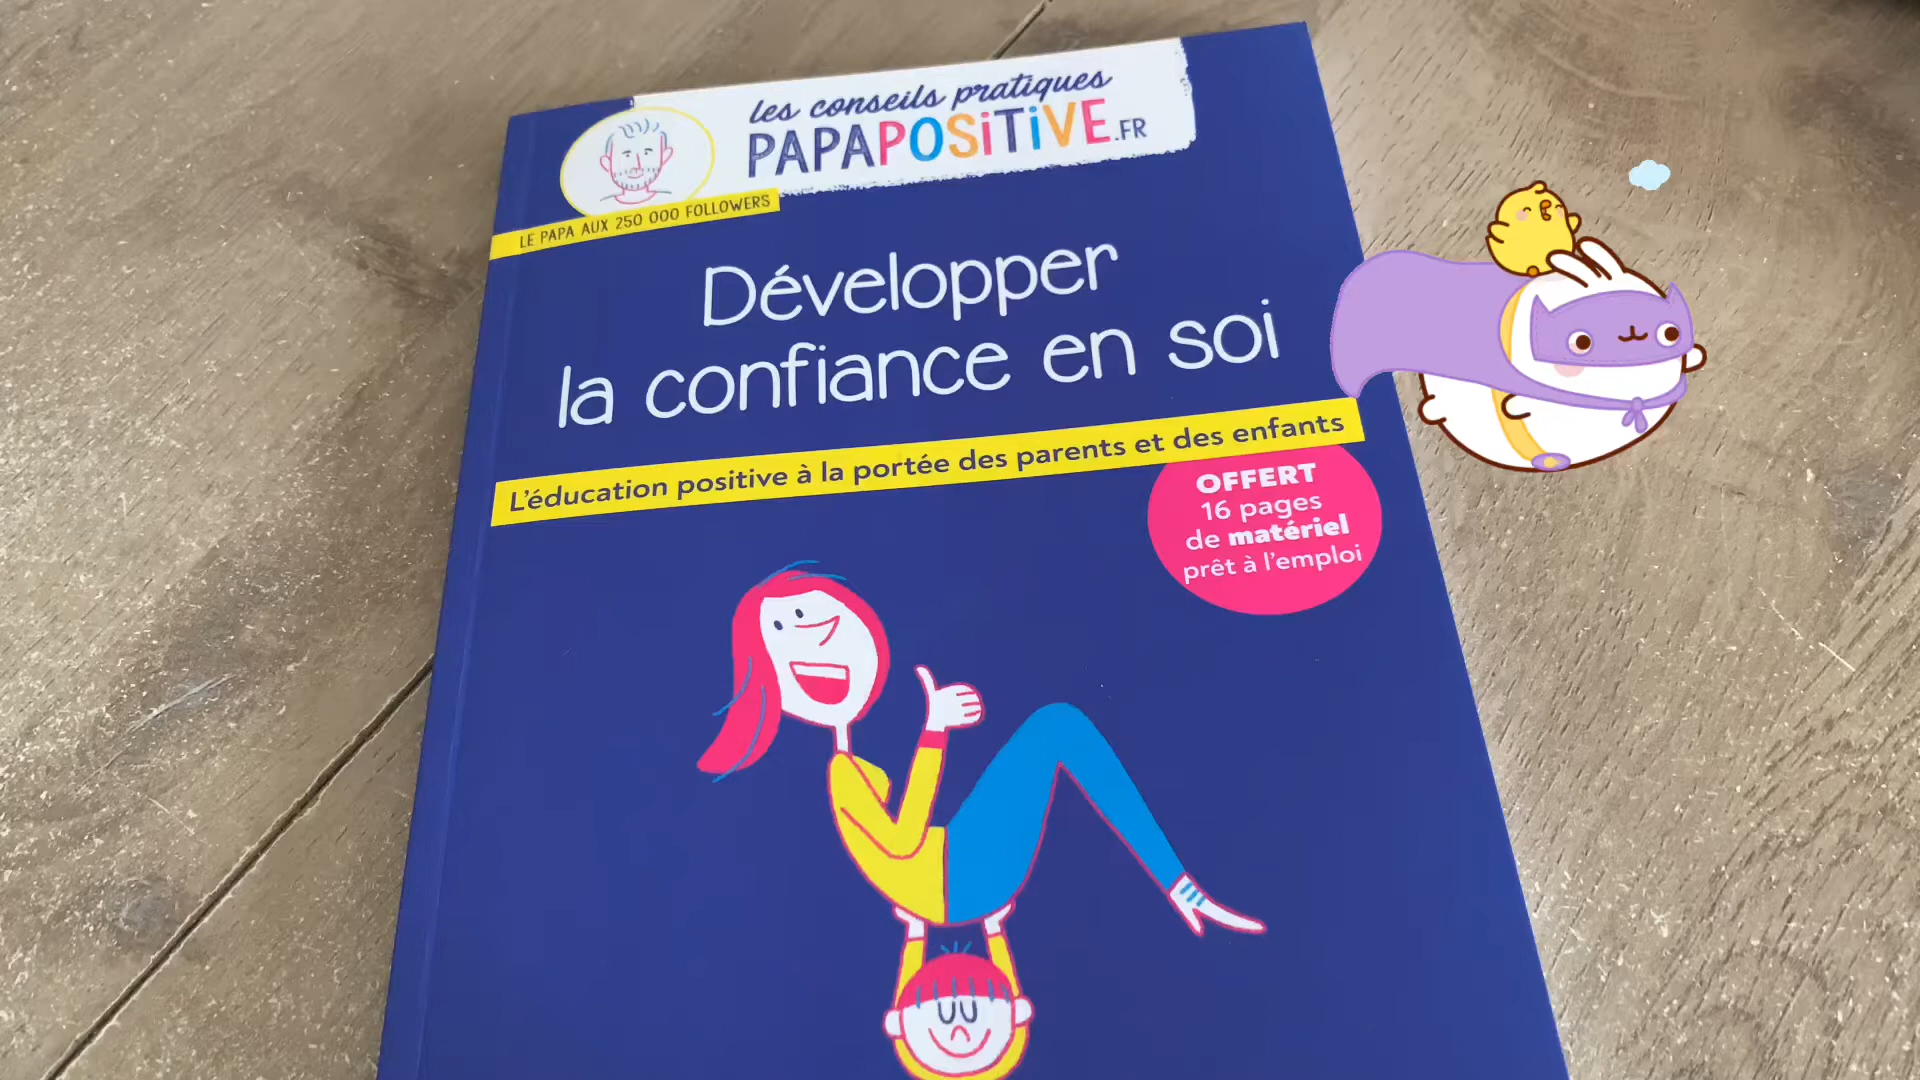 les conseils pratiques
PAPAPOSiTiVE.FR
LE PAPA AUX 250 000 FOLLOWERS
Développer
la confiance en soi
L'éducation positive à la portée des parents et des enfants
OFFERT
16 pages
de matériel
prêt à l'emploi